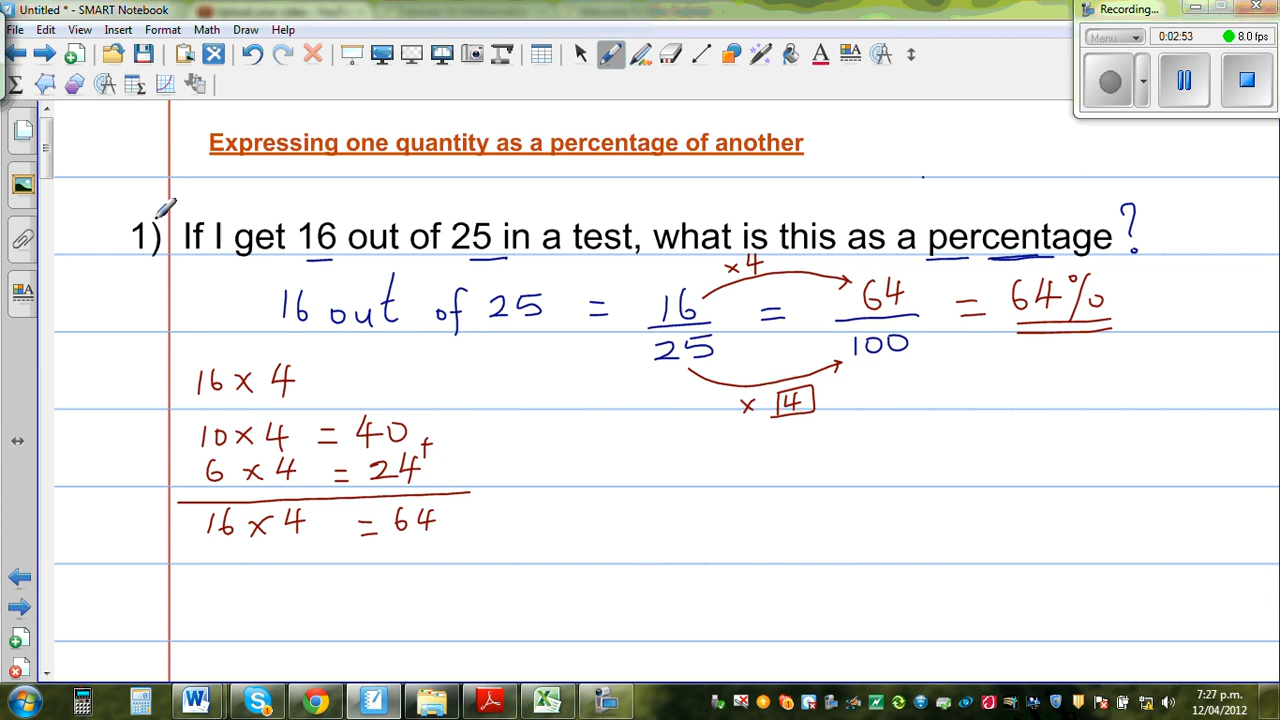 Untitled * - SMART Notebook
Recording...
File Edit View Insert Format Math Draw Help
Menu 0:02:53 8.0 fps
Expressing one quantity as a percentage of another
1) If I get 16 out of 25 in a test, what is this as a percentage?
×4
16 out of 25 = 16/25 = 64/100 = 64%
× 4
16 × 4
10 × 4 = 40 +
6 × 4 = 24
16 × 4 = 64
7:27 p.m.
12/04/2012